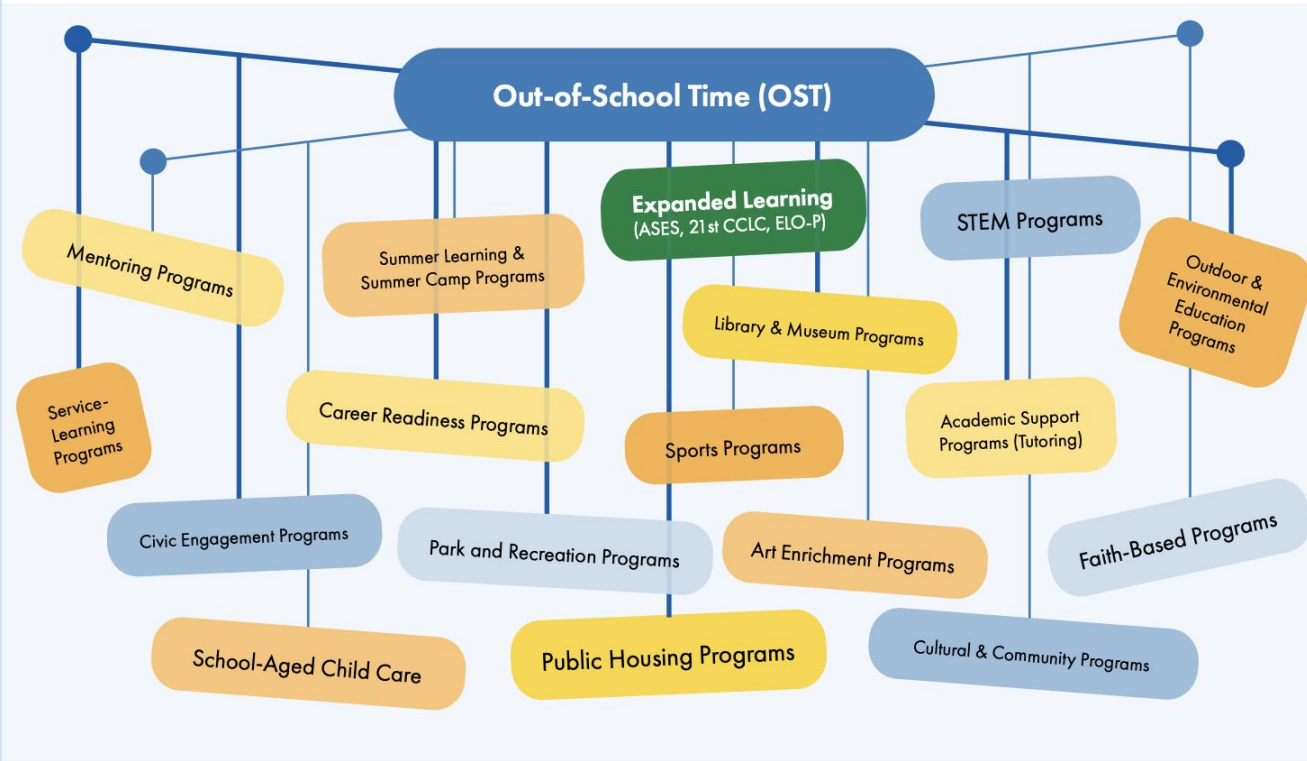 Out-of-School Time (OST)
Expanded Learning
(ASES, 21st CCLC, ELO-P)
STEM Programs
Mentoring Programs
Summer Learning &
Summer Camp Programs
Outdoor &
Environmental
Education
Programs
Library & Museum Programs
Service-
Learning
Programs
Career Readiness Programs
Sports Programs
Academic Support
Programs (Tutoring)
Civic Engagement Programs
Park and Recreation Programs
Art Enrichment Programs
Faith-Based Programs
School-Aged Child Care
Public Housing Programs
Cultural & Community Programs